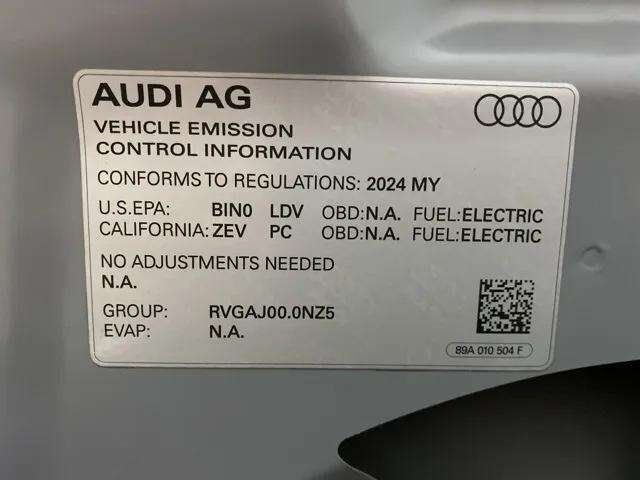 AUDI AG
VEHICLE EMISSION
CONTROL INFORMATION
CONFORMS TO REGULATIONS: 2024 MY
U.S.EPA: BIN0 LDV OBD:N.A. FUEL:ELECTRIC
CALIFORNIA: ZEV PC OBD:N.A. FUEL:ELECTRIC
NO ADJUSTMENTS NEEDED
N.A.
GROUP: RVGAJ00.0NZ5
EVAP: N.A.
89A 010 504 F